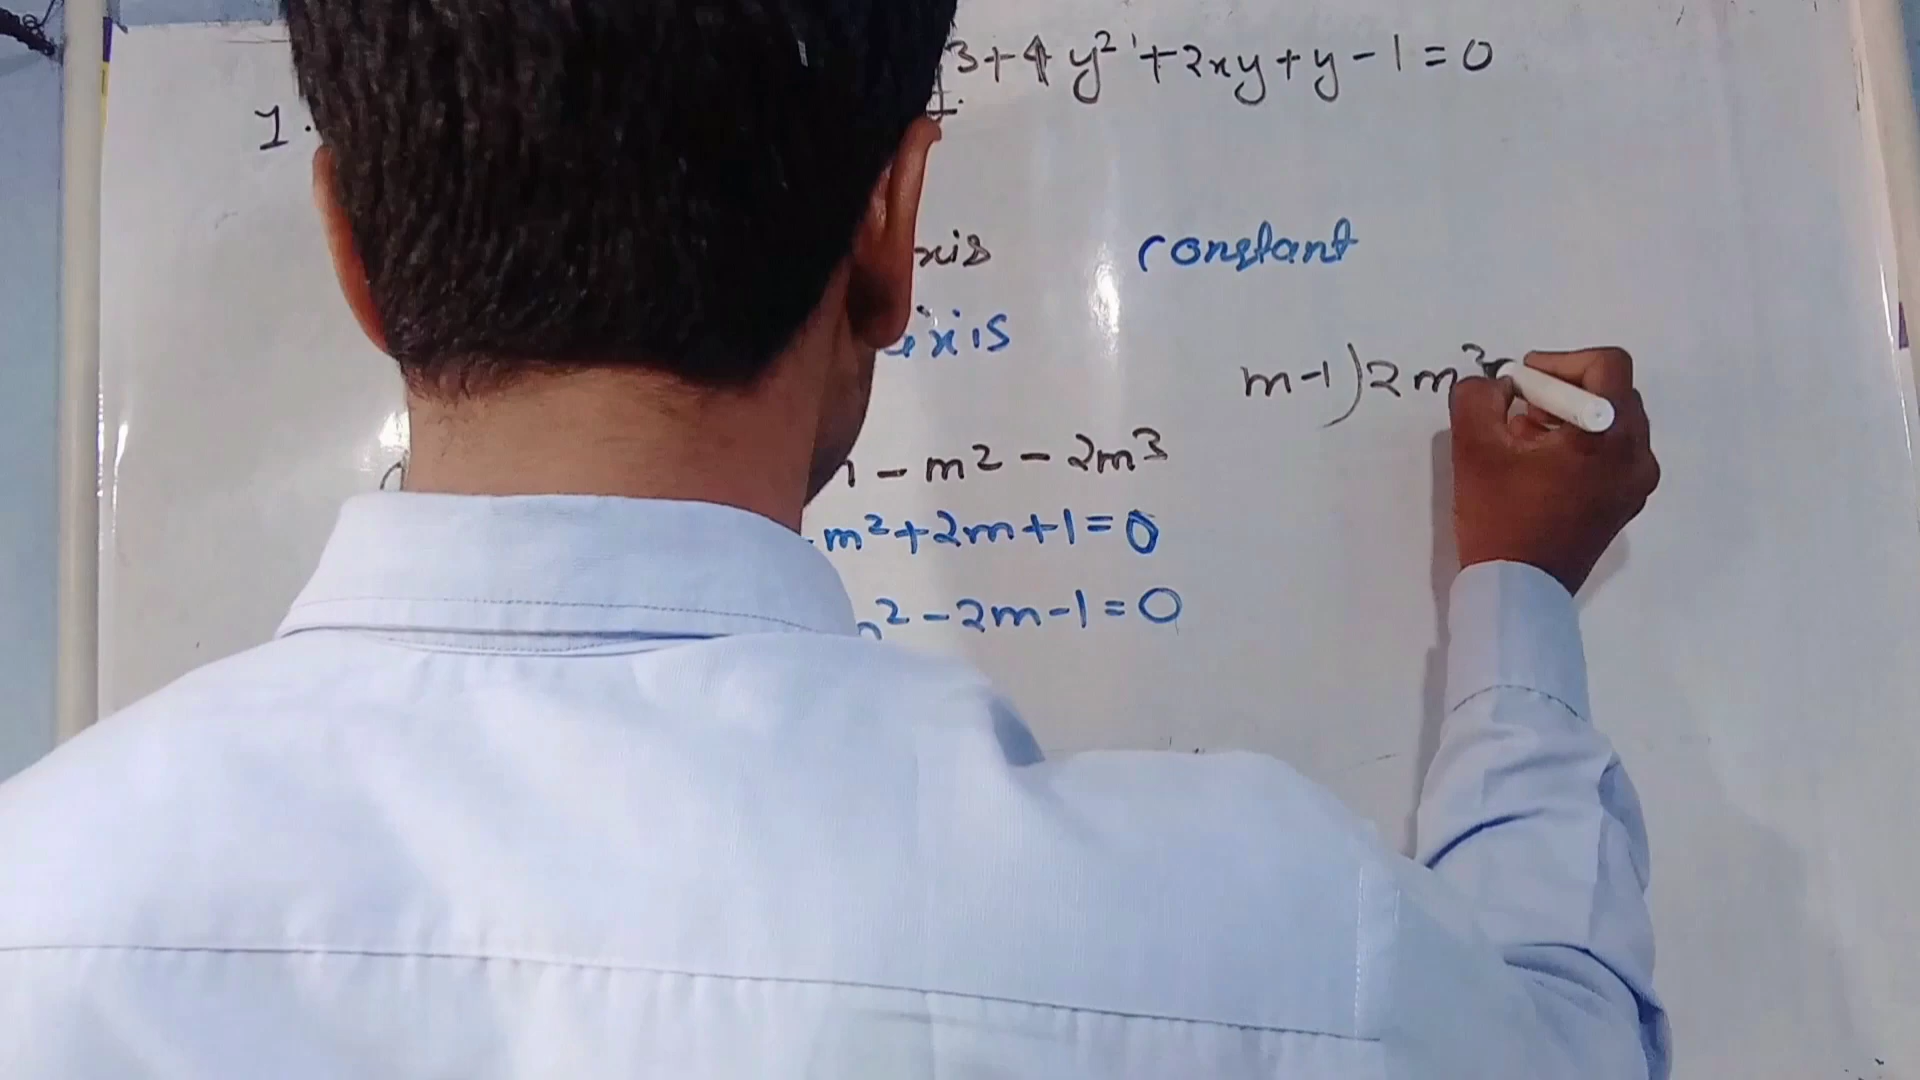 3+4y²+2xy+y-1=0
1.
xis
constant
xis
m-1)2m³
- m² - 2m³
m²+2m+1=0
² - 2m-1=0